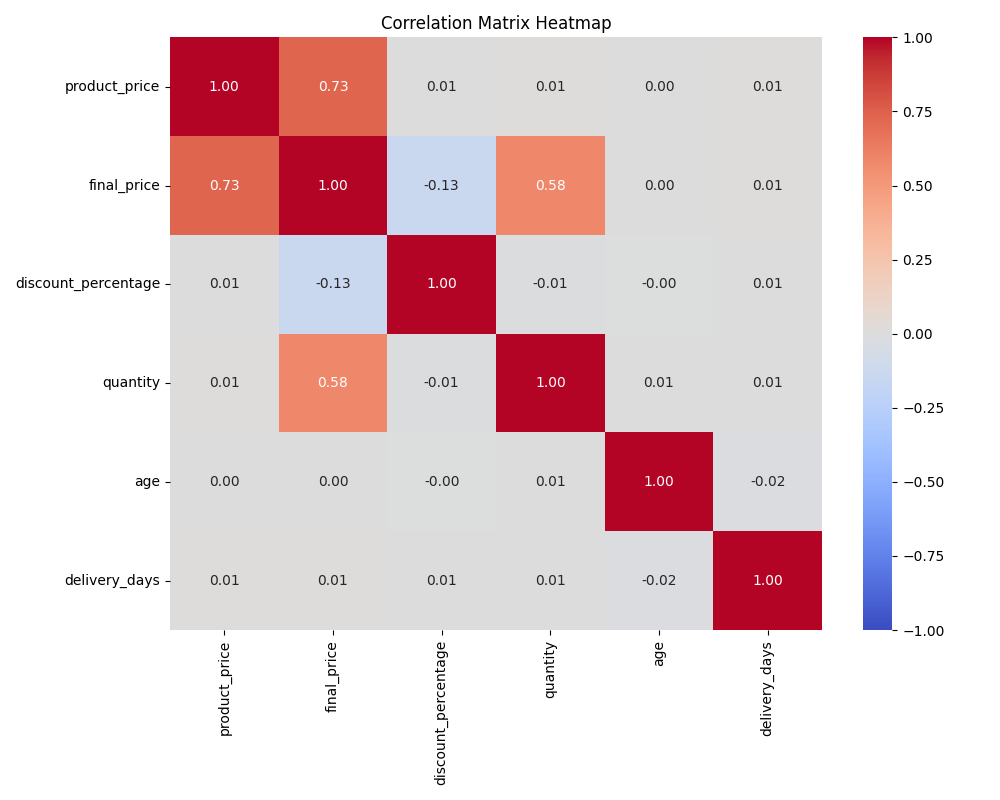 Correlation Matrix Heatmap
product_price 1.00 0.73 0.01 0.01 0.00 0.01
final_price 0.73 1.00 -0.13 0.58 0.00 0.01
discount_percentage 0.01 -0.13 1.00 -0.01 -0.00 0.01
quantity 0.01 0.58 -0.01 1.00 0.01 0.01
age 0.00 0.00 -0.00 0.01 1.00 -0.02
delivery_days 0.01 0.01 0.01 0.01 -0.02 1.00
product_price
final_price
discount_percentage
quantity
age
delivery_days
1.00
0.75
0.50
0.25
0.00
−0.25
−0.50
−0.75
−1.00